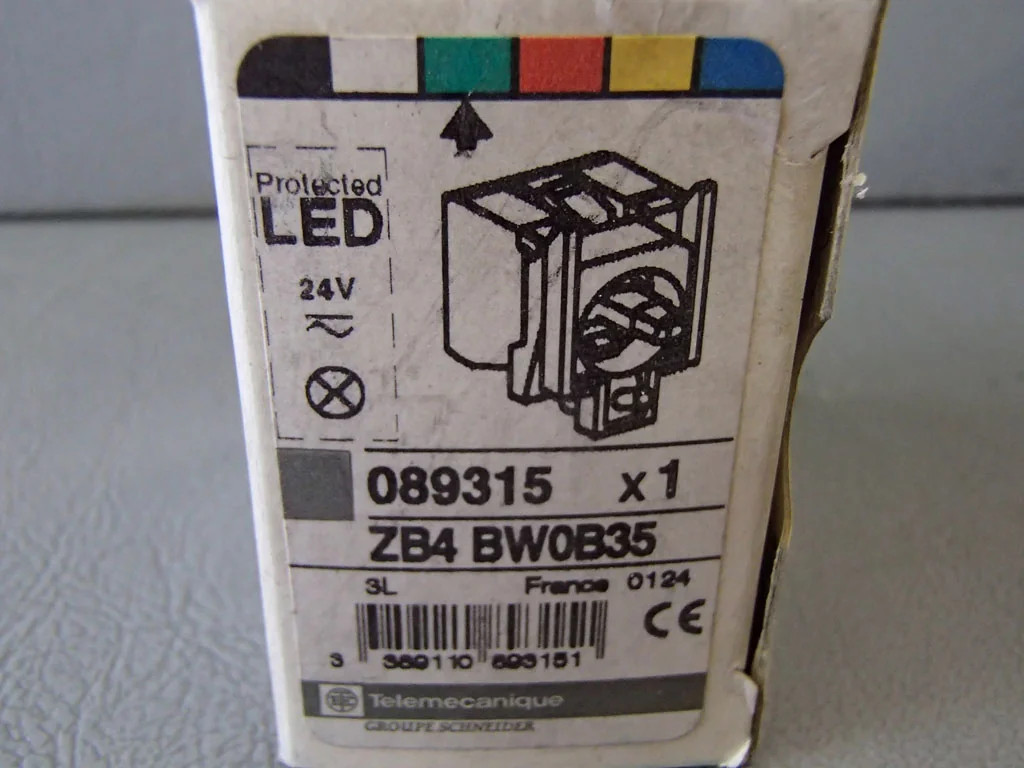 Protected
LED
24V
089315 x1
ZB4 BW0B35
3L France 0124
CE
3 389110 893151
Telemecanique
GROUPE SCHNEIDER